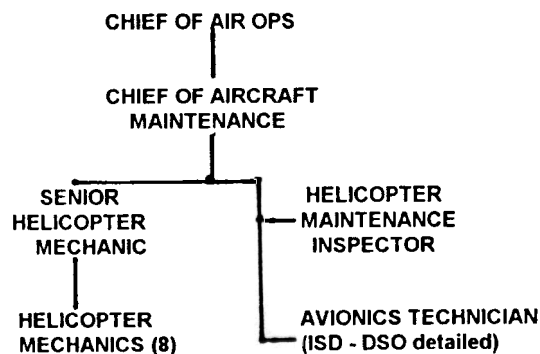 CHIEF OF AIR OPS
CHIEF OF AIRCRAFT
MAINTENANCE
SENIOR
HELICOPTER
MECHANIC
HELICOPTER
MECHANICS (8)
HELICOPTER
MAINTENANCE
INSPECTOR
AVIONICS TECHNICIAN
(ISD - DSO detailed)